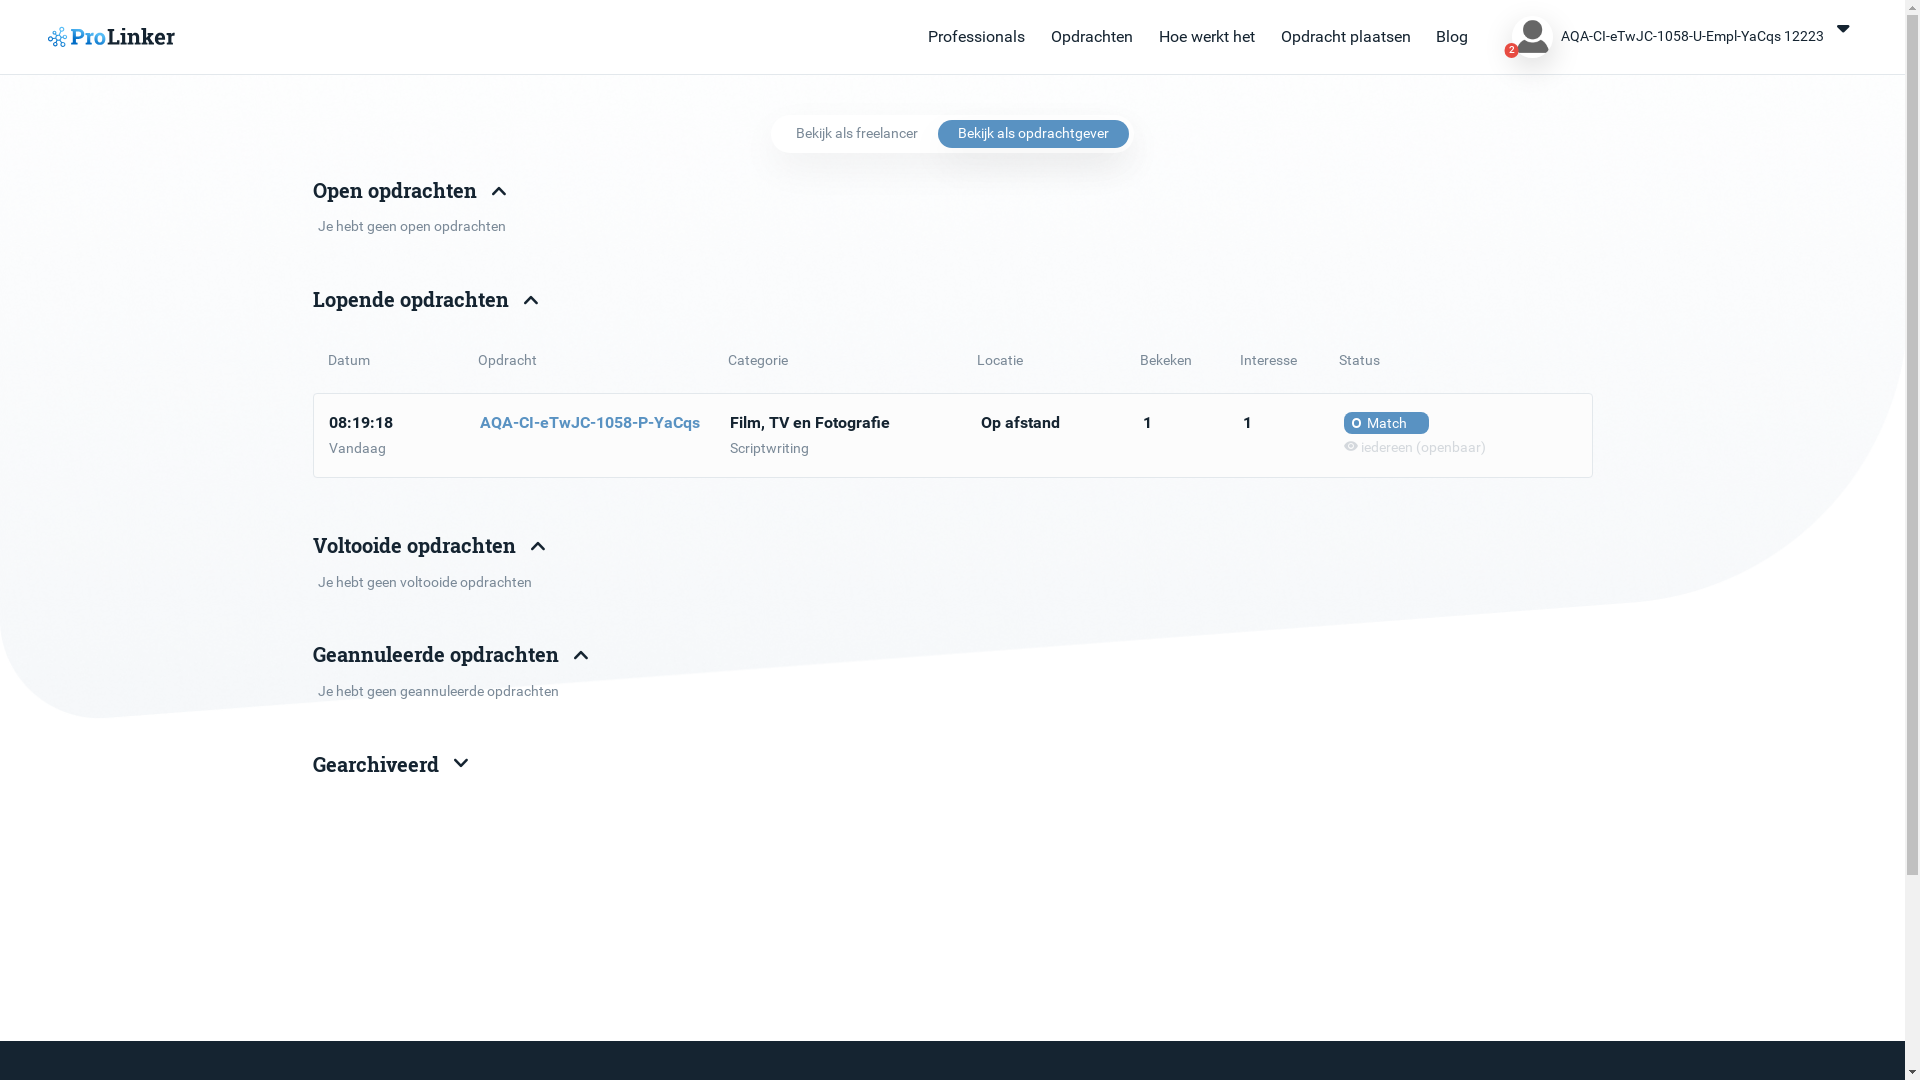 ProLinker
Professionals Opdrachten Hoe werkt het Opdracht plaatsen Blog 2 AQA-CI-eTwJC-1058-U-Empl-YaCqs 12223
Bekijk als freelancer Bekijk als opdrachtgever
Open opdrachten
Je hebt geen open opdrachten
Lopende opdrachten
Datum Opdracht Categorie Locatie Bekeken Interesse Status
08:19:18 AQA-CI-eTwJC-1058-P-YaCqs Film, TV en Fotografie Op afstand 1 1 Match
Vandaag Scriptwriting iedereen (openbaar)
Voltooide opdrachten
Je hebt geen voltooide opdrachten
Geannuleerde opdrachten
Je hebt geen geannuleerde opdrachten
Gearchiveerd